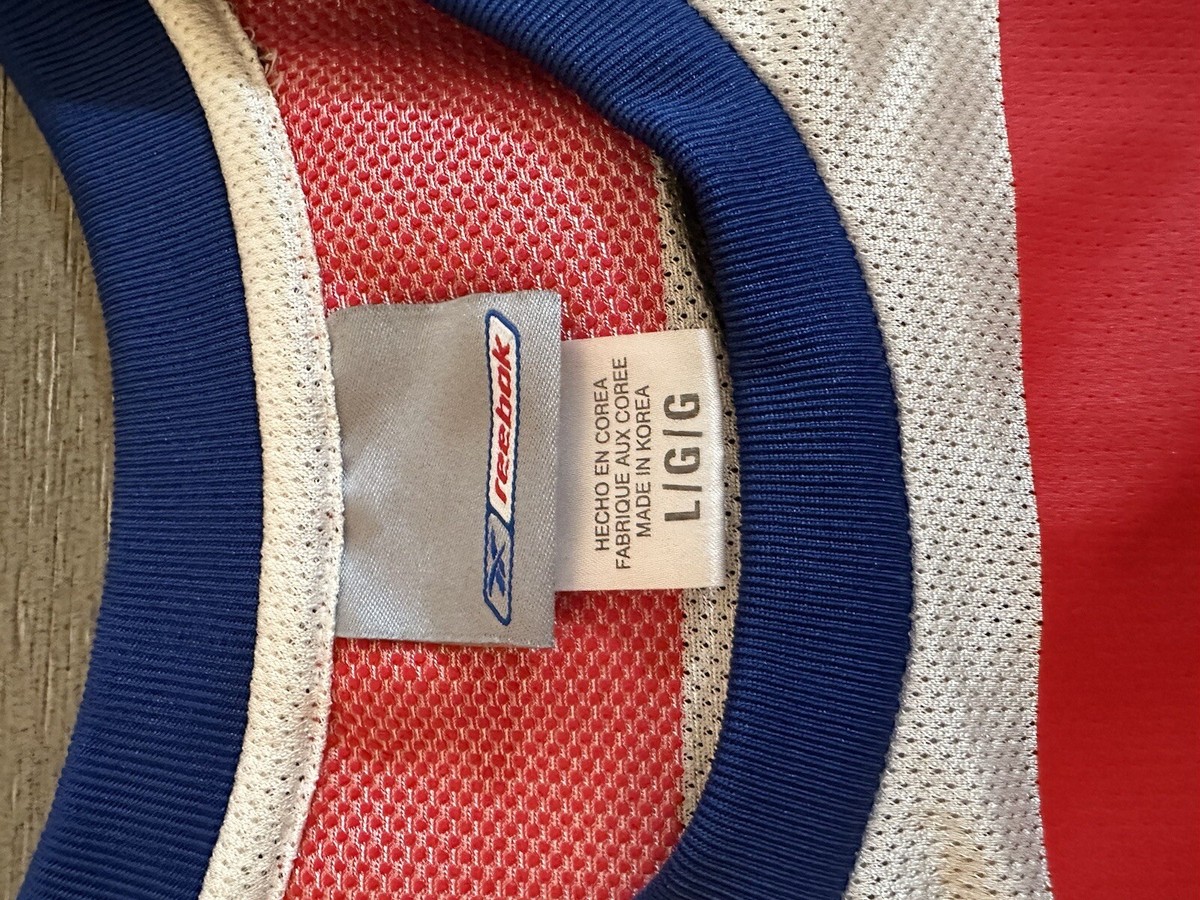 Reebok
HECHO EN COREA
FABRIQUE AUX COREE
MADE IN KOREA
L/G/G